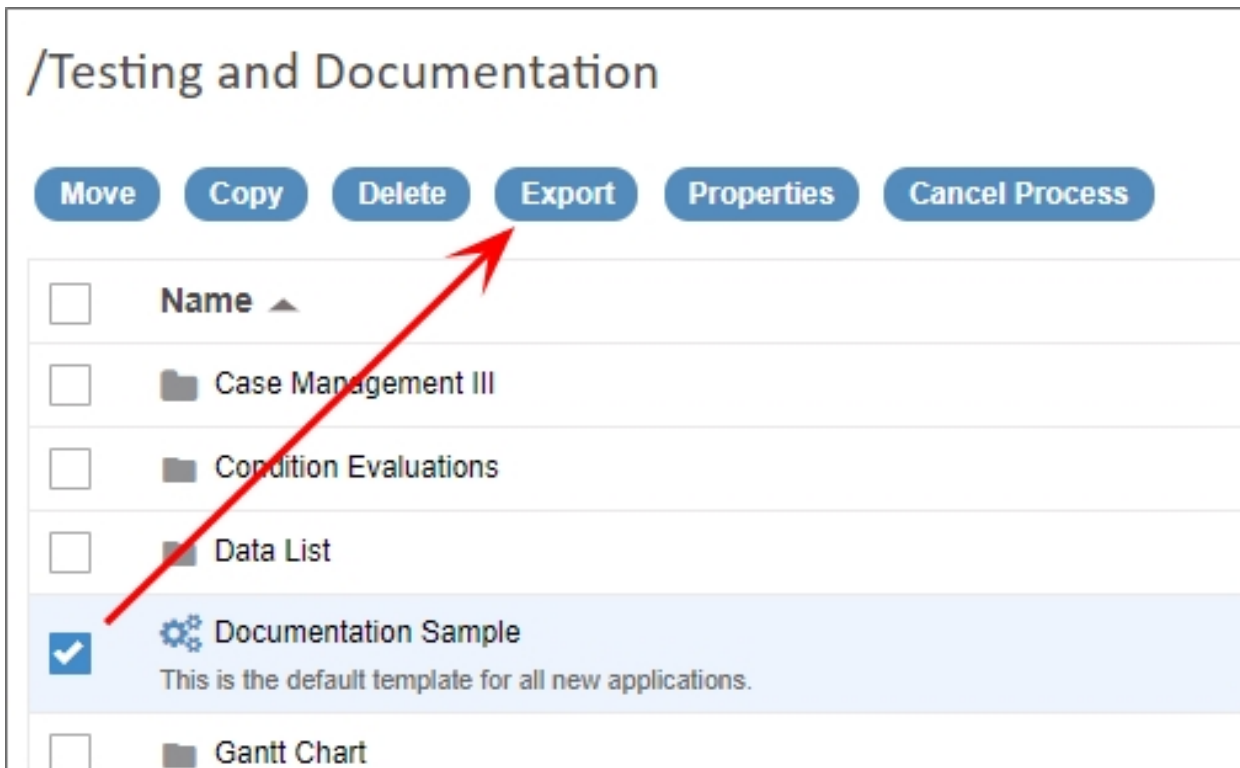 /Testing and Documentation
Move Copy Delete Export Properties Cancel Process
Name
Case Management III
Condition Evaluations
Data List
Documentation Sample
This is the default template for all new applications.
Gantt Chart